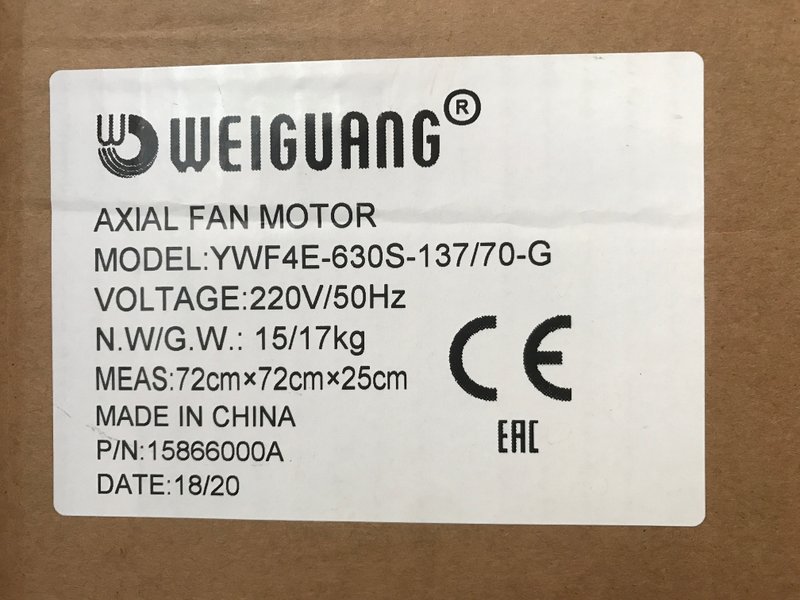 WEIGUANG®
AXIAL FAN MOTOR
MODEL:YWF4E-630S-137/70-G
VOLTAGE:220V/50Hz
N.W/G.W.: 15/17kg
MEAS:72cm×72cm×25cm
MADE IN CHINA
P/N:15866000A
DATE:18/20
CE
EAC